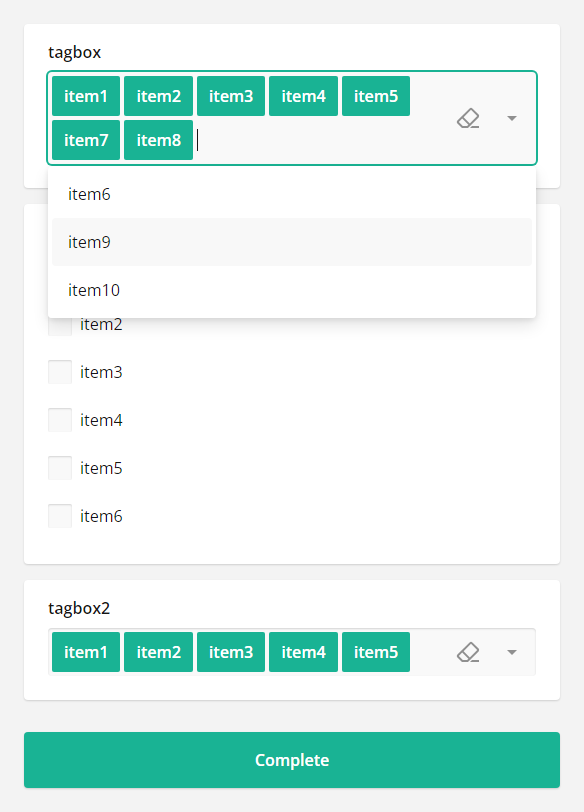 tagbox
item1 item2 item3 item4 item5
item7 item8
item6
item9
item10
item2
item3
item4
item5
item6
tagbox2
item1 item2 item3 item4 item5
Complete